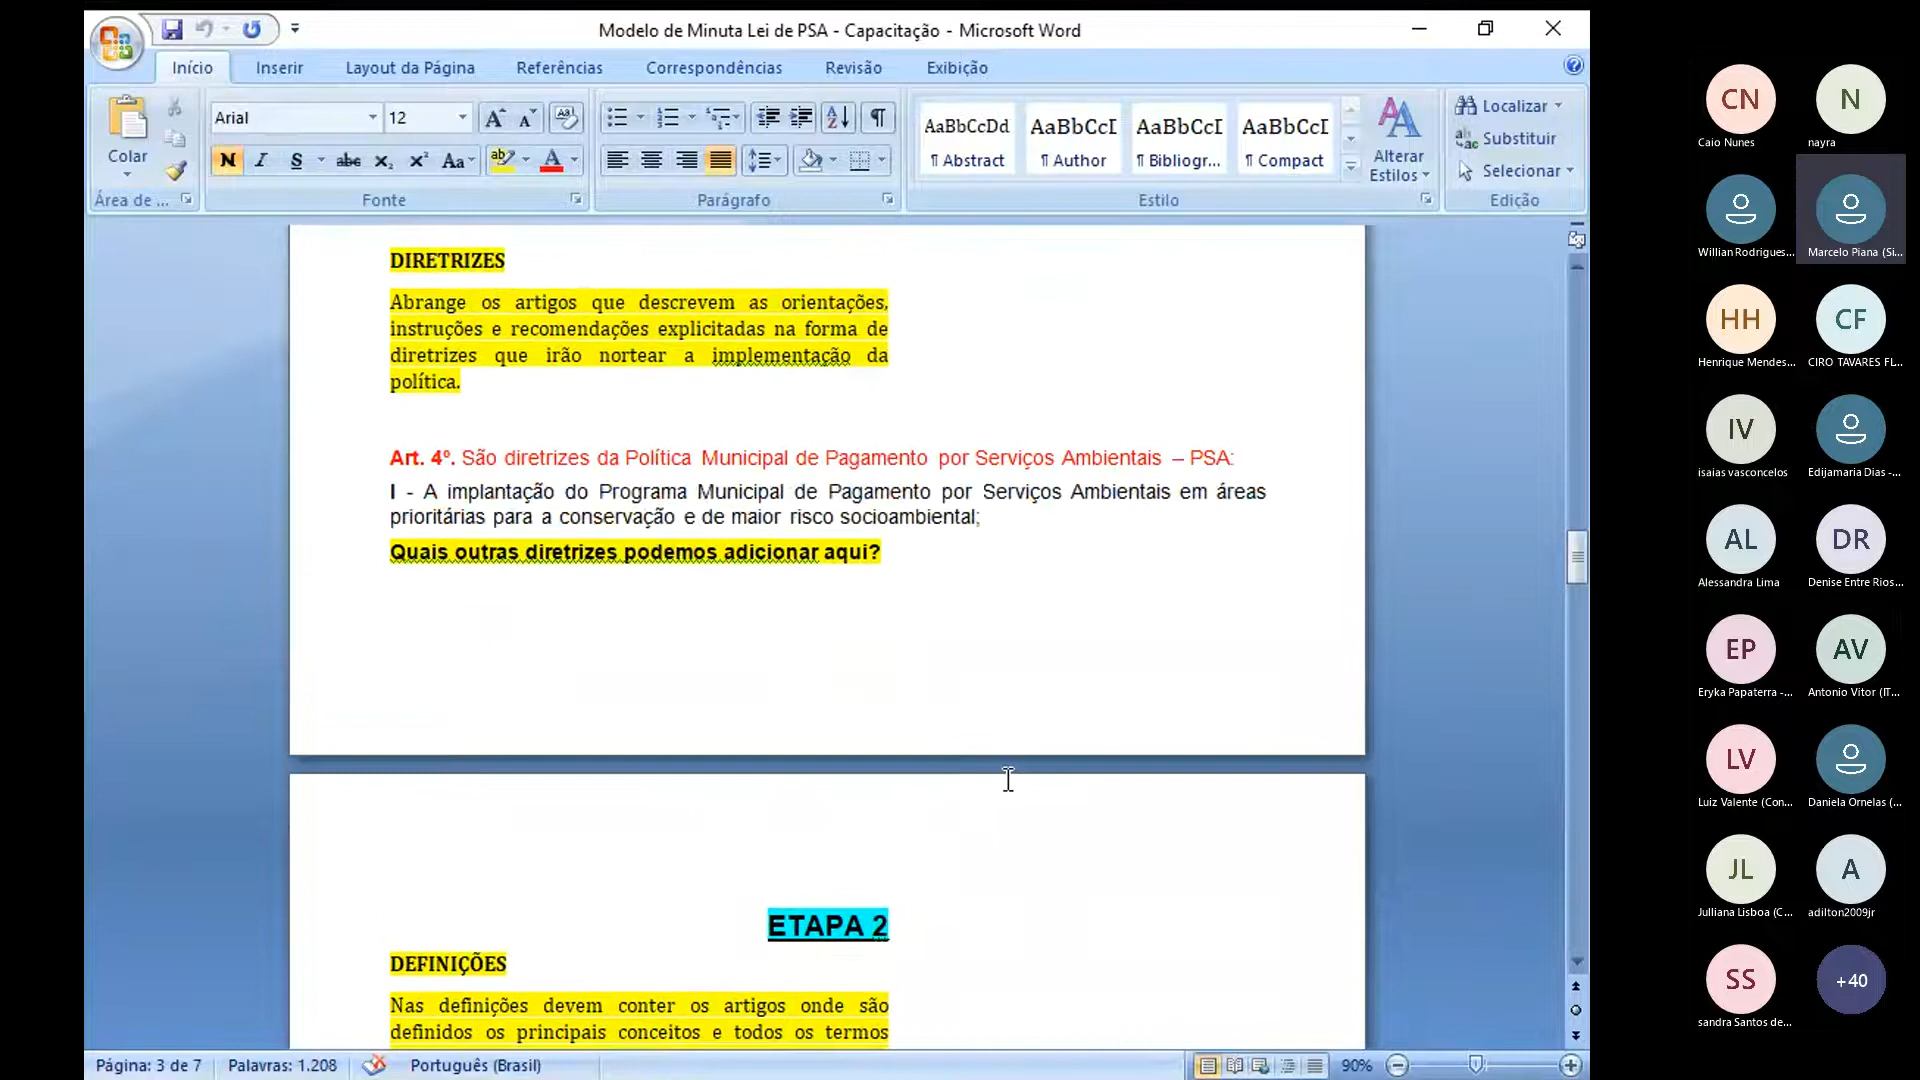 Modelo de Minuta Lei de PSA - Capacitação - Microsoft Word
Início
Inserir
Layout da Página
Referências
Correspondências
Revisão
Exibição
Colar
Arial
12
AaBbCcDd
AaBbCcI
AaBbCcI
AaBbCcI
¶ Abstract
¶ Author
¶ Bibliogr...
¶ Compact
Alterar
Estilos
Localizar
Substituir
Selecionar
Área de ...
Fonte
Parágrafo
Estilo
Edição
DIRETRIZES
Abrange os artigos que descrevem as orientações,
instruções e recomendações explicitadas na forma de
diretrizes que irão nortear a implementação da
política.
Art. 4º. São diretrizes da Política Municipal de Pagamento por Serviços Ambientais – PSA:
I - A implantação do Programa Municipal de Pagamento por Serviços Ambientais em áreas
prioritárias para a conservação e de maior risco socioambiental;
Quais outras diretrizes podemos adicionar aqui?
ETAPA 2
DEFINIÇÕES
Nas definições devem conter os artigos onde são
definidos os principais conceitos e todos os termos
Página: 3 de 7
Palavras: 1.208
Português (Brasil)
90%
CN
N
Caio Nunes
nayra
Willian Rodrigues...
Marcelo Piana (Si...
HH
CF
Henrique Mendes...
CIRO TAVARES FL...
IV
isaias vasconcelos
Edijamaria Dias -...
AL
DR
Alessandra Lima
Denise Entre Rios...
EP
AV
Eryka Papaterra -...
Antonio Vitor (IT...
LV
Luiz Valente (Con...
Daniela Ornelas (...
JL
A
Julliana Lisboa (C...
adilton2009jr
SS
+40
sandra Santos de...